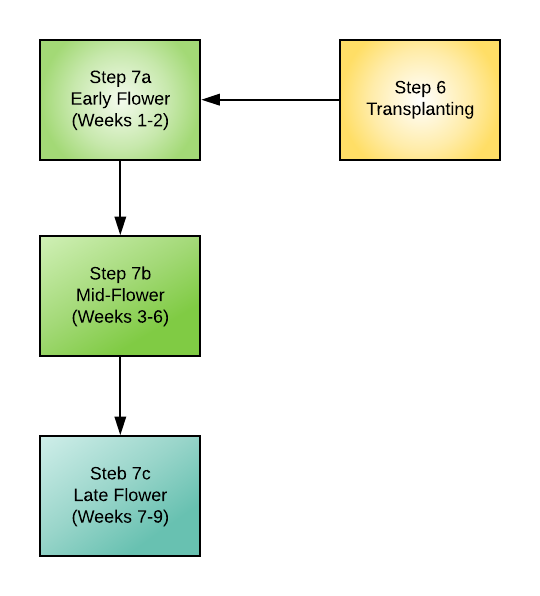 Step 7a
Early Flower
(Weeks 1-2)
Step 6
Transplanting
Step 7b
Mid-Flower
(Weeks 3-6)
Steb 7c
Late Flower
(Weeks 7-9)